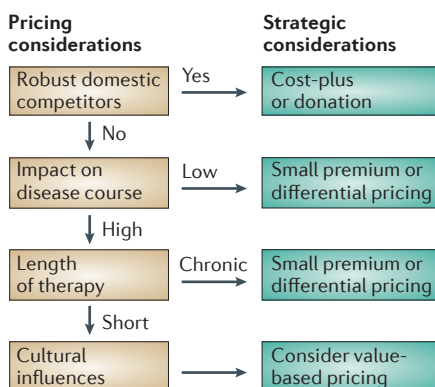 Pricing
considerations
Strategic
considerations
Robust domestic
competitors
Yes
Cost-plus
or donation
No
Impact on
disease course
Low
Small premium or
differential pricing
High
Length
of therapy
Chronic
Small premium or
differential pricing
Short
Cultural
influences
Consider value-
based pricing